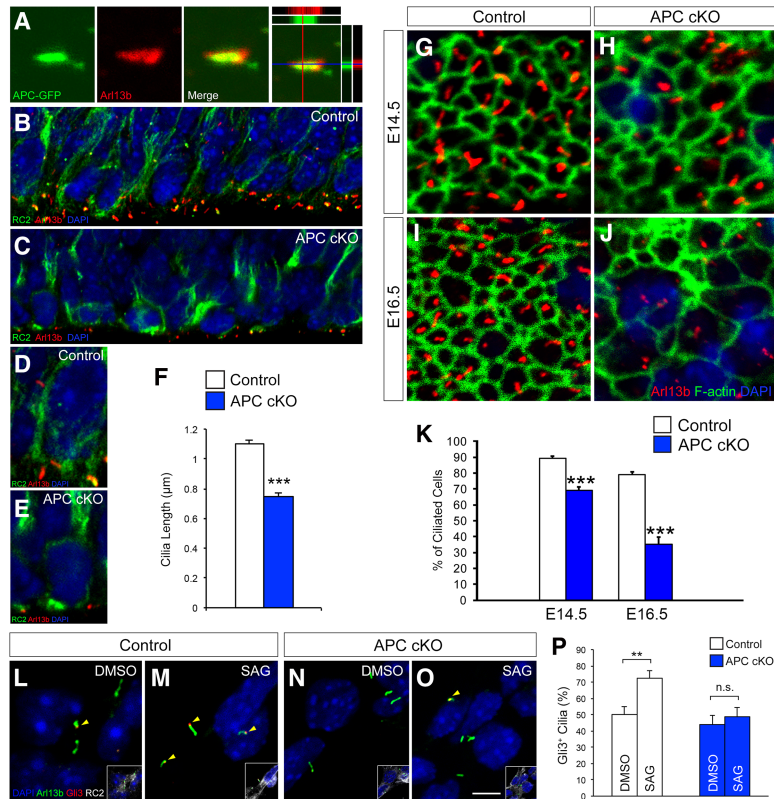 Control APC cKO
A
APC-GFP Arl13b Merge
G H
E14.5
B Control
RC2 Arl13b DAPI
C APC cKO
RC2 Arl13b DAPI
I J
E16.5
Arl13b F-actin DAPI
D Control
RC2 Arl13b DAPI
E APC cKO
RC2 Arl13b DAPI
F
Control
APC cKO
Cilia Length (µm)
1.2
1
0.8
0.6
0.4
0.2
0
***
K
Control
APC cKO
% of Ciliated Cells
100
90
80
70
60
50
40
30
20
10
0
***
***
E14.5 E16.5
Control APC cKO
L DMSO
M SAG
N DMSO
O SAG
DAPI Arl13b Gli3 RC2
P
Control
APC cKO
Gli3+ Cilia (%)
90
80
70
60
50
40
30
20
10
0
**
n.s.
DMSO
SAG
DMSO
SAG